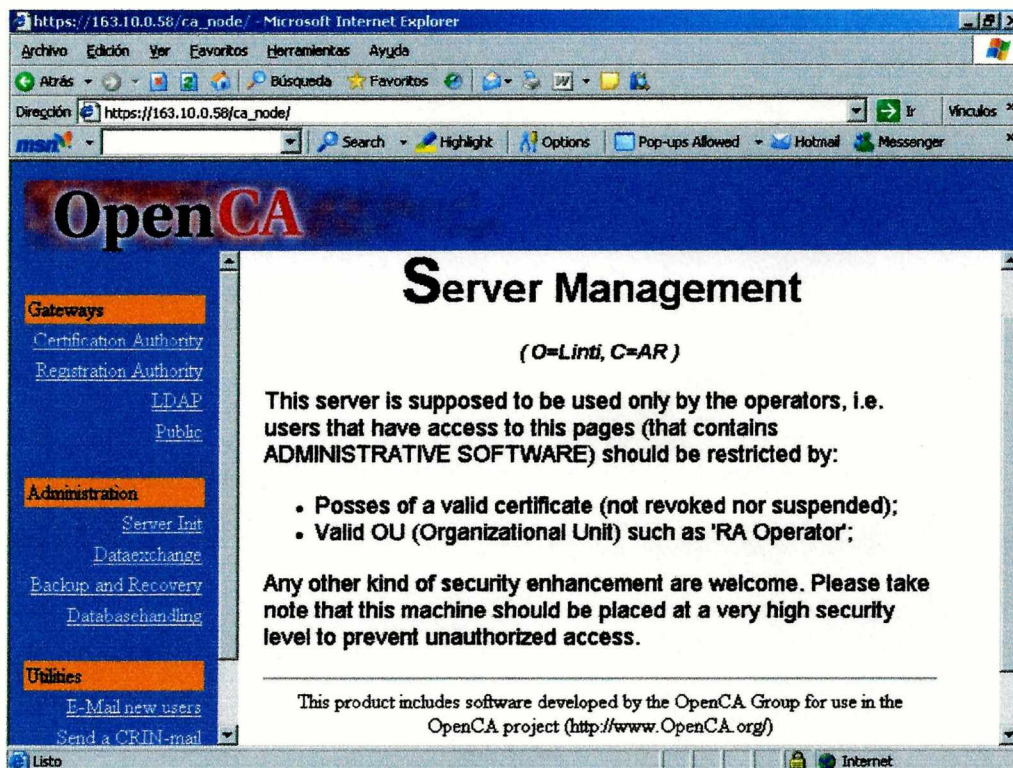 https://163.10.0.58/ca_node/ - Microsoft Internet Explorer
Archivo Edición Ver Favoritos Herramientas Ayuda
Atrás Búsqueda Favoritos
Dirección https://163.10.0.58/ca_node/ Ir Vínculos
msn Search Highlight Options Pop-ups Allowed Hotmail Messenger
OpenCA
Gateways
Certification Authority
Registration Authority
LDAP
Public
Administration
Server Init
Dataexchange
Backup and Recovery
Databasehandling
Utilities
E-Mail new users
Send a CRIN-mail
Server Management
( O=Linti, C=AR )
This server is supposed to be used only by the operators, i.e.
users that have access to this pages (that contains
ADMINISTRATIVE SOFTWARE) should be restricted by:
• Posses of a valid certificate (not revoked nor suspended);
• Valid OU (Organizational Unit) such as 'RA Operator';
Any other kind of security enhancement are welcome. Please take
note that this machine should be placed at a very high security
level to prevent unauthorized access.
This product includes software developed by the OpenCA Group for use in the
OpenCA project (http://www.OpenCA.org/)
Listo Internet